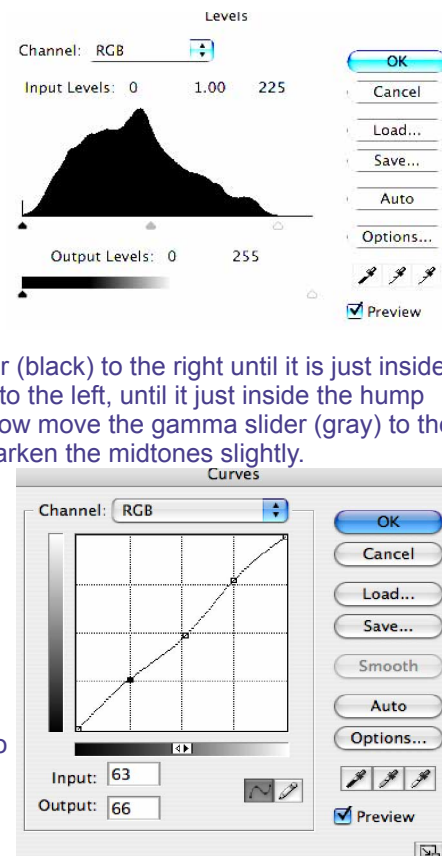 Levels
Channel: RGB
OK
Input Levels: 0 1.00 225
Cancel
Load...
Save...
Auto
Options...
Output Levels: 0 255
Preview
r (black) to the right until it is just inside
to the left, until it just inside the hump
ow move the gamma slider (gray) to the
arken the midtones slightly.
Curves
Channel: RGB
OK
Cancel
Load...
Save...
Smooth
Auto
o
Options...
Input: 63
Output: 66
Preview